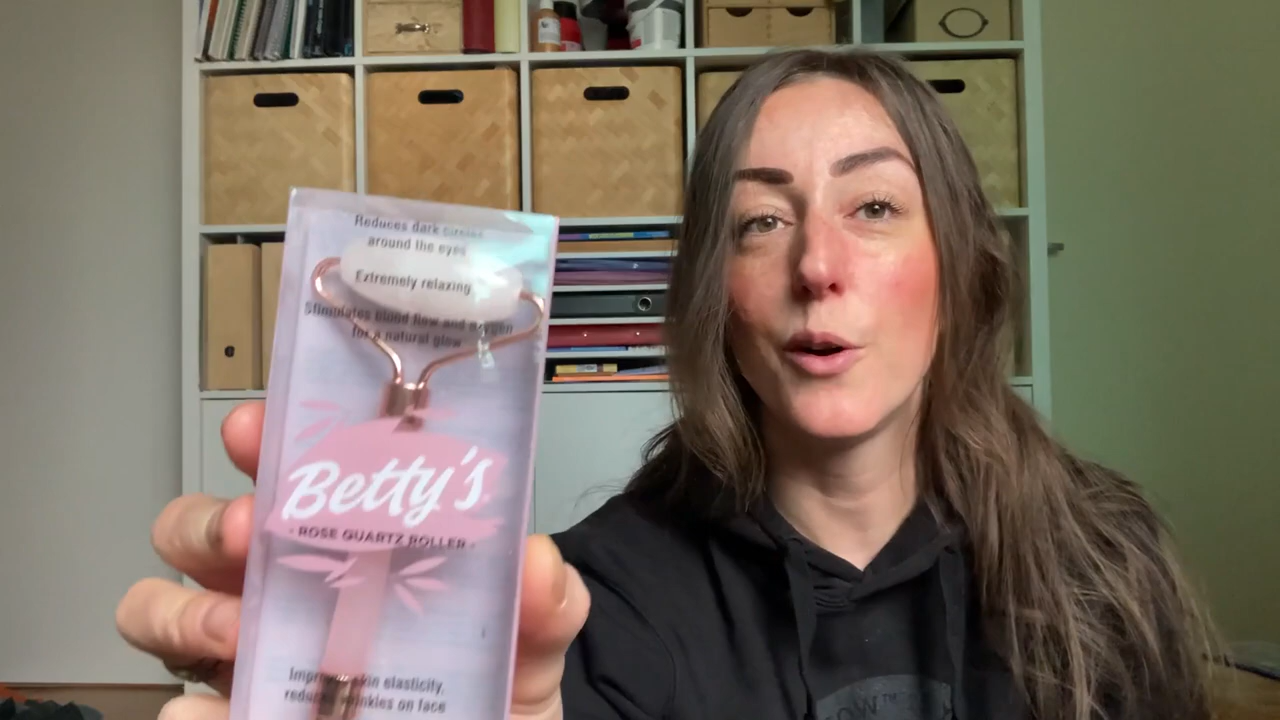 Reduces dark circles
around the eyes
Extremely relaxing
Stimulates blood flow and oxygen
for a natural glow
Betty's
- ROSE QUARTZ ROLLER -
skin elasticity,
wrinkles on face